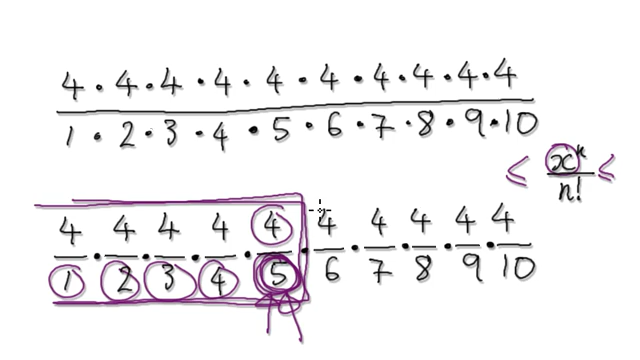 4 · 4 · 4 · 4 · 4 · 4 · 4 · 4 · 4 · 4
1 · 2 · 3 · 4 · 5 · 6 · 7 · 8 · 9 · 10
≤ xⁿ/n! ≤
4/1 · 4/2 · 4/3 · 4/4 · 4/5 · 4/6 · 4/7 · 4/8 · 4/9 · 4/10